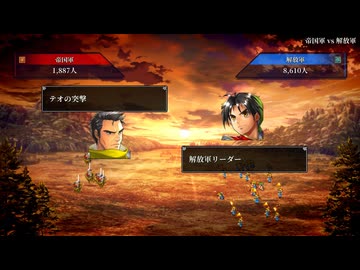 帝国軍 vs 解放軍
帝国軍
1,887人
解放軍
8,610人
テオの突撃
解放軍リーダー